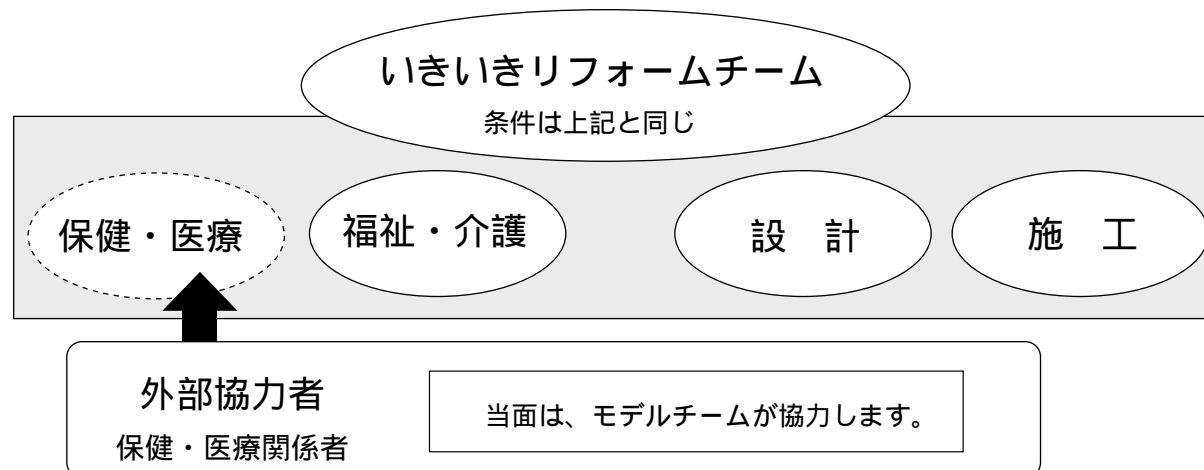 いきいきリフォームチーム
条件は上記と同じ
保健・医療
福祉・介護
設　計
施　工
外部協力者
保健・医療関係者
当面は、モデルチームが協力します。